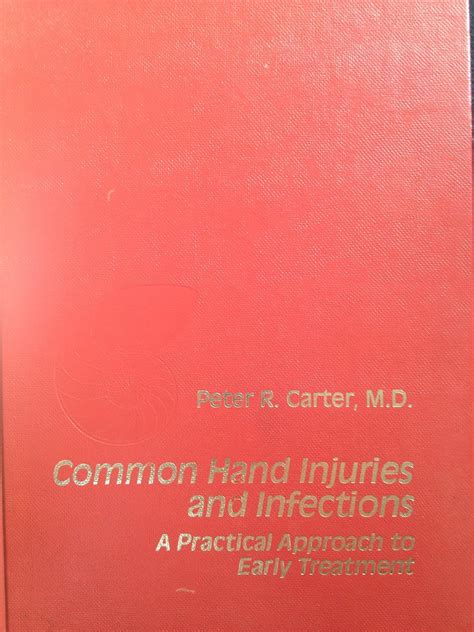 Peter R. Carter, M.D.
Common Hand Injuries
and Infections
A Practical Approach to
Early Treatment